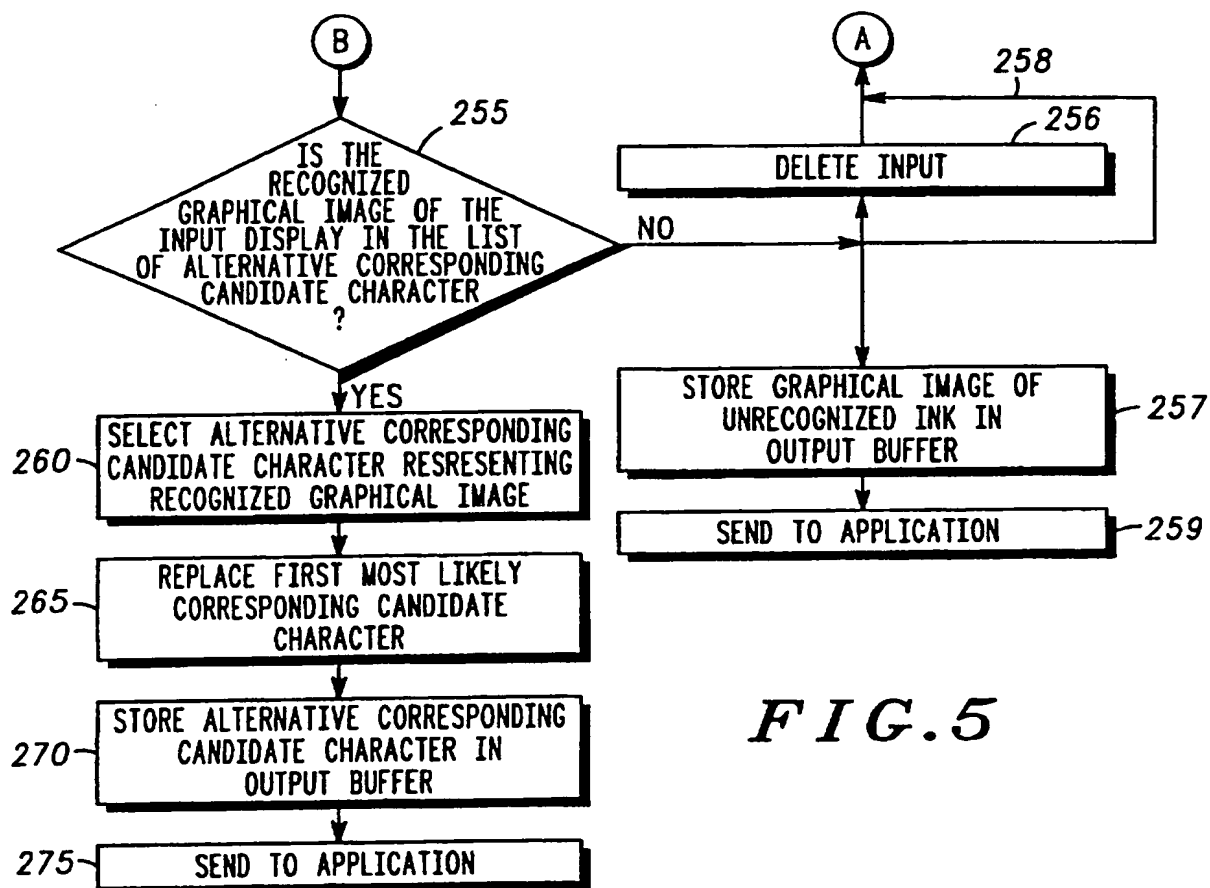 B
255
IS THE
RECOGNIZED
GRAPHICAL IMAGE OF THE
INPUT DISPLAY IN THE LIST
OF ALTERNATIVE CORRESPONDING
CANDIDATE CHARACTER
?
NO
YES
260
SELECT ALTERNATIVE CORRESPONDING
CANDIDATE CHARACTER RESRESENTING
RECOGNIZED GRAPHICAL IMAGE
265
REPLACE FIRST MOST LIKELY
CORRESPONDING CANDIDATE
CHARACTER
270
STORE ALTERNATIVE CORRESPONDING
CANDIDATE CHARACTER IN
OUTPUT BUFFER
275
SEND TO APPLICATION
A
258
256
DELETE INPUT
STORE GRAPHICAL IMAGE OF
UNRECOGNIZED INK IN
OUTPUT BUFFER
257
SEND TO APPLICATION
259
FIG.5